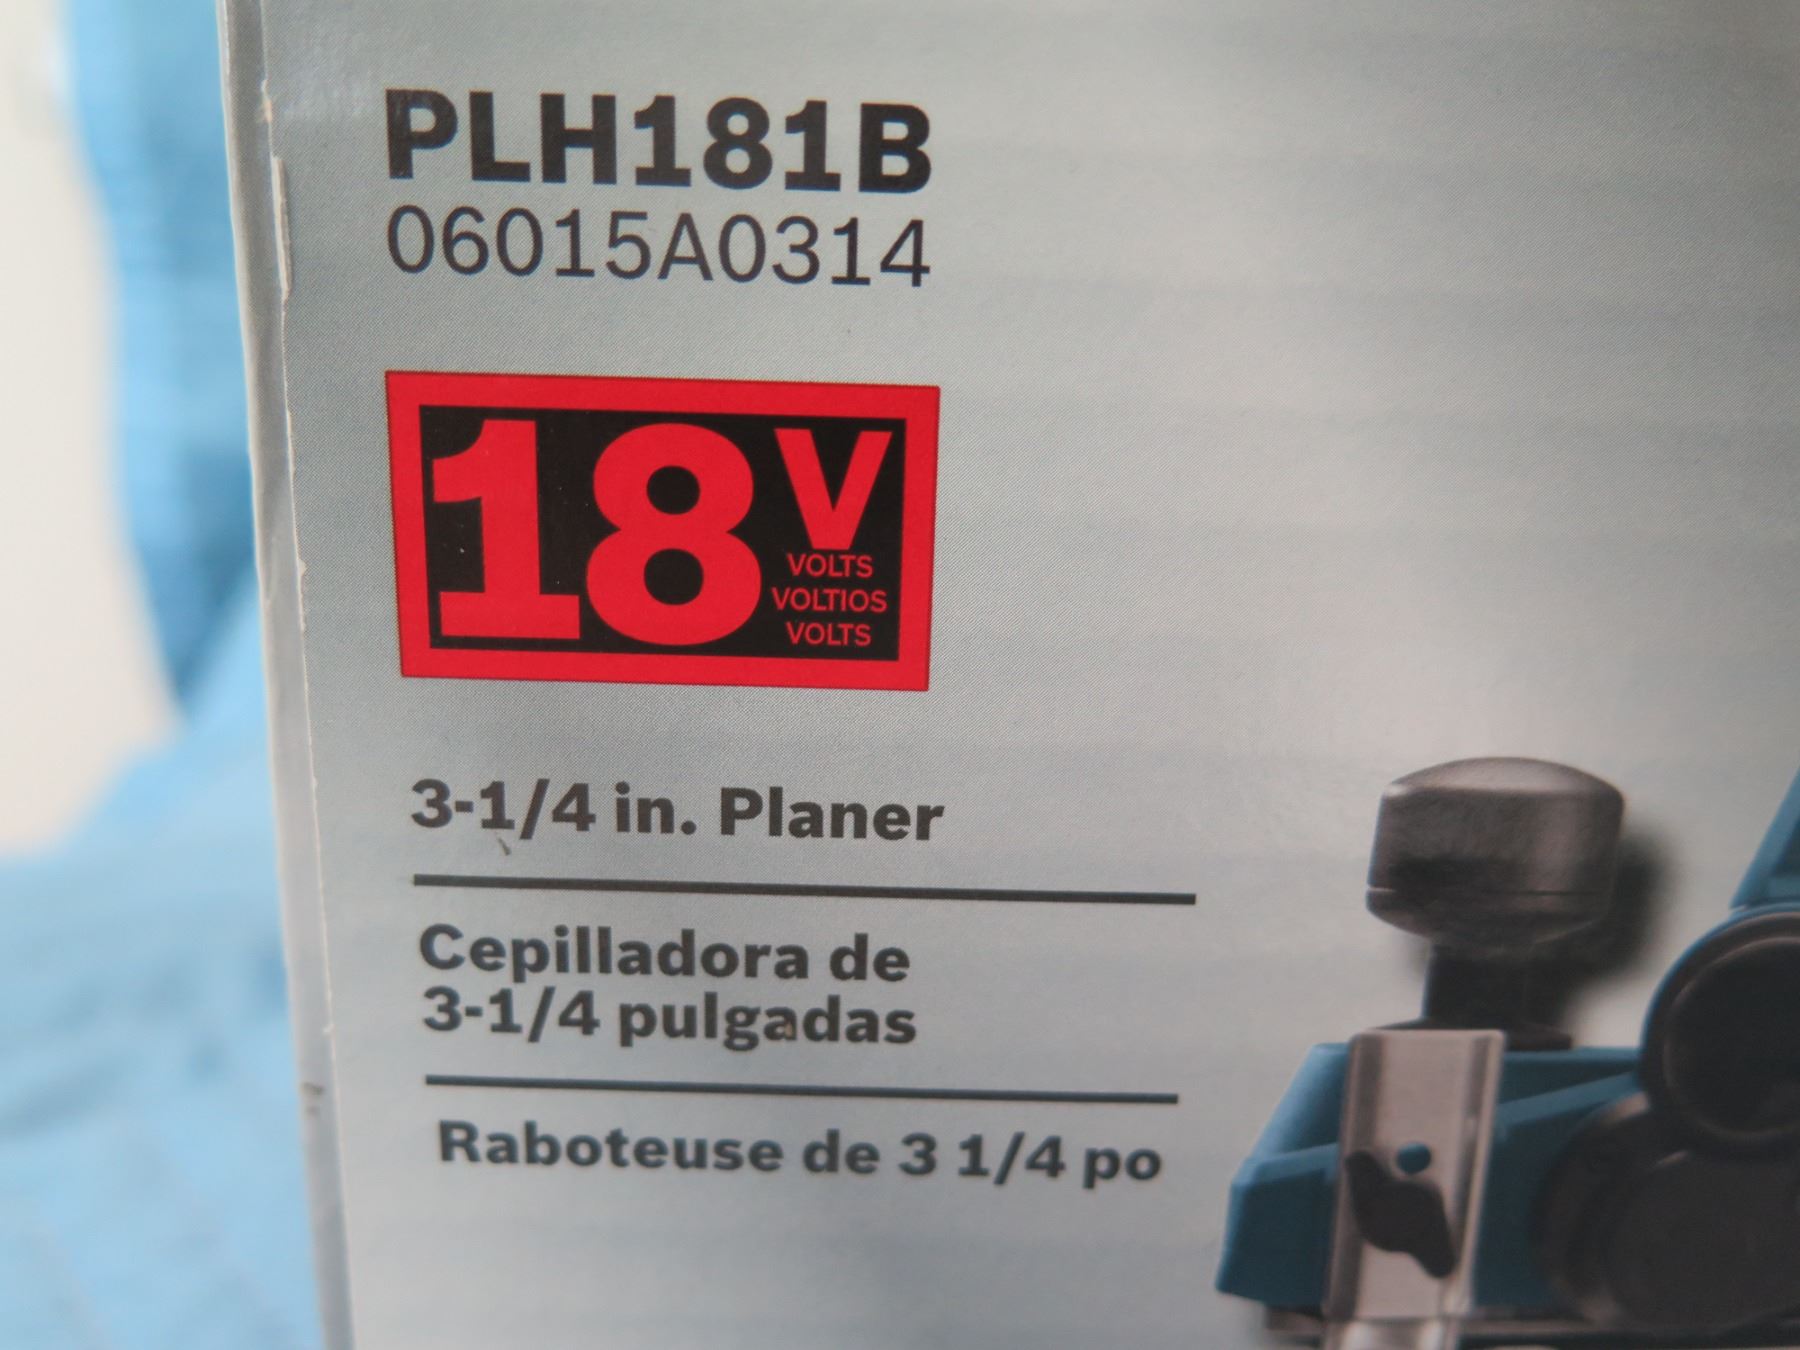 PLH181B
06015A0314
18V
VOLTS
VOLTIOS
VOLTS
3-1/4 in. Planer
Cepilladora de
3-1/4 pulgadas
Raboteuse de 3 1/4 po